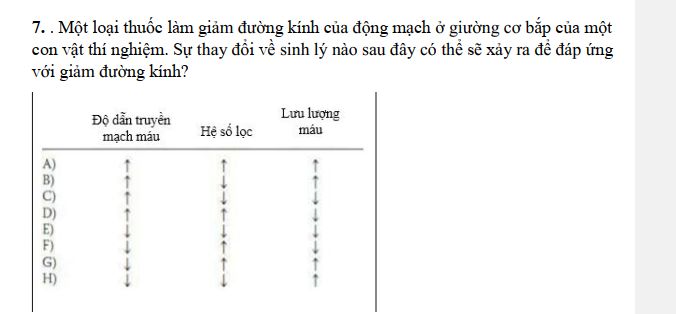 7. . Một loại thuốc làm giảm đường kính của động mạch ở giường cơ bắp của một
con vật thí nghiệm. Sự thay đổi về sinh lý nào sau đây có thể sẽ xảy ra để đáp ứng
với giảm đường kính?
Độ dẫn truyền
mạch máu
Hệ số lọc
Lưu lượng
máu
A) ↑ ↑ ↑
B) ↑ ↓ ↑
C) ↑ ↓ ↓
D) ↑ ↑ ↓
E) ↓ ↓ ↓
F) ↓ ↑ ↓
G) ↓ ↑ ↑
H) ↓ ↓ ↑